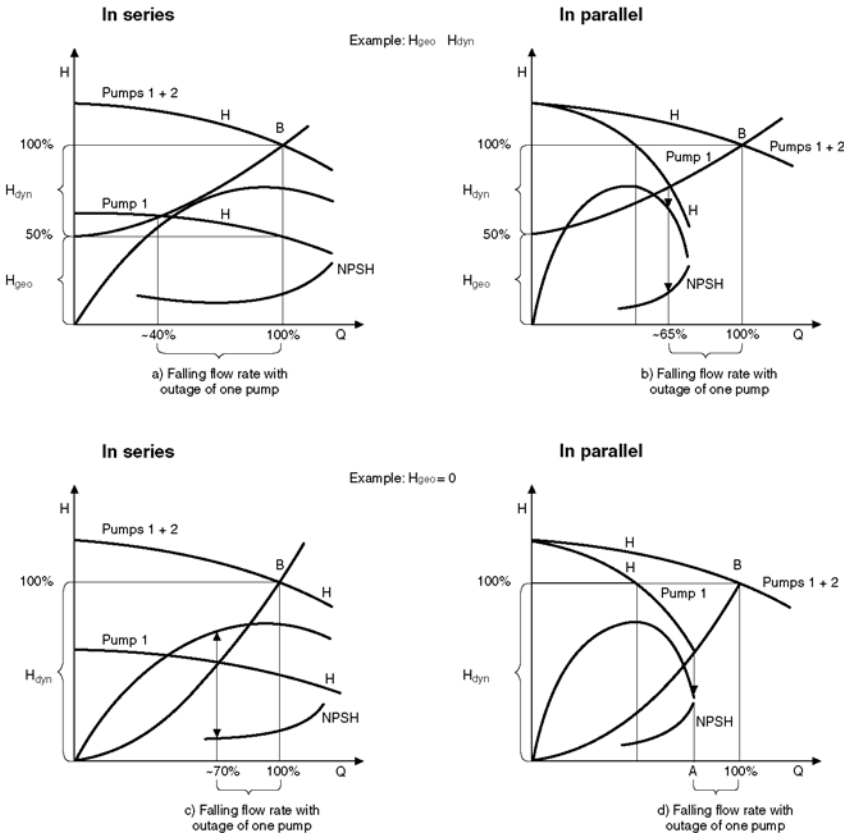 In series
In parallel
Example: Hgeo Hdyn
H
Pumps 1 + 2
H
B
100%
Hdyn
Pump 1
H
50%
Hgeo
NPSH
~40%
100%
Q
a) Falling flow rate with
outage of one pump
H
H
B
100%
Pump 1
Pumps 1 + 2
Hdyn
H
50%
Hgeo
NPSH
~65%
100%
Q
b) Falling flow rate with
outage of one pump
In series
In parallel
Example: Hgeo = 0
H
Pumps 1 + 2
B
100%
H
Pump 1
Hdyn
H
NPSH
~70%
100%
Q
c) Falling flow rate with
outage of one pump
H
H
B
H
100%
Pump 1
Pumps 1 + 2
Hdyn
NPSH
A
100%
Q
d) Falling flow rate with
outage of one pump